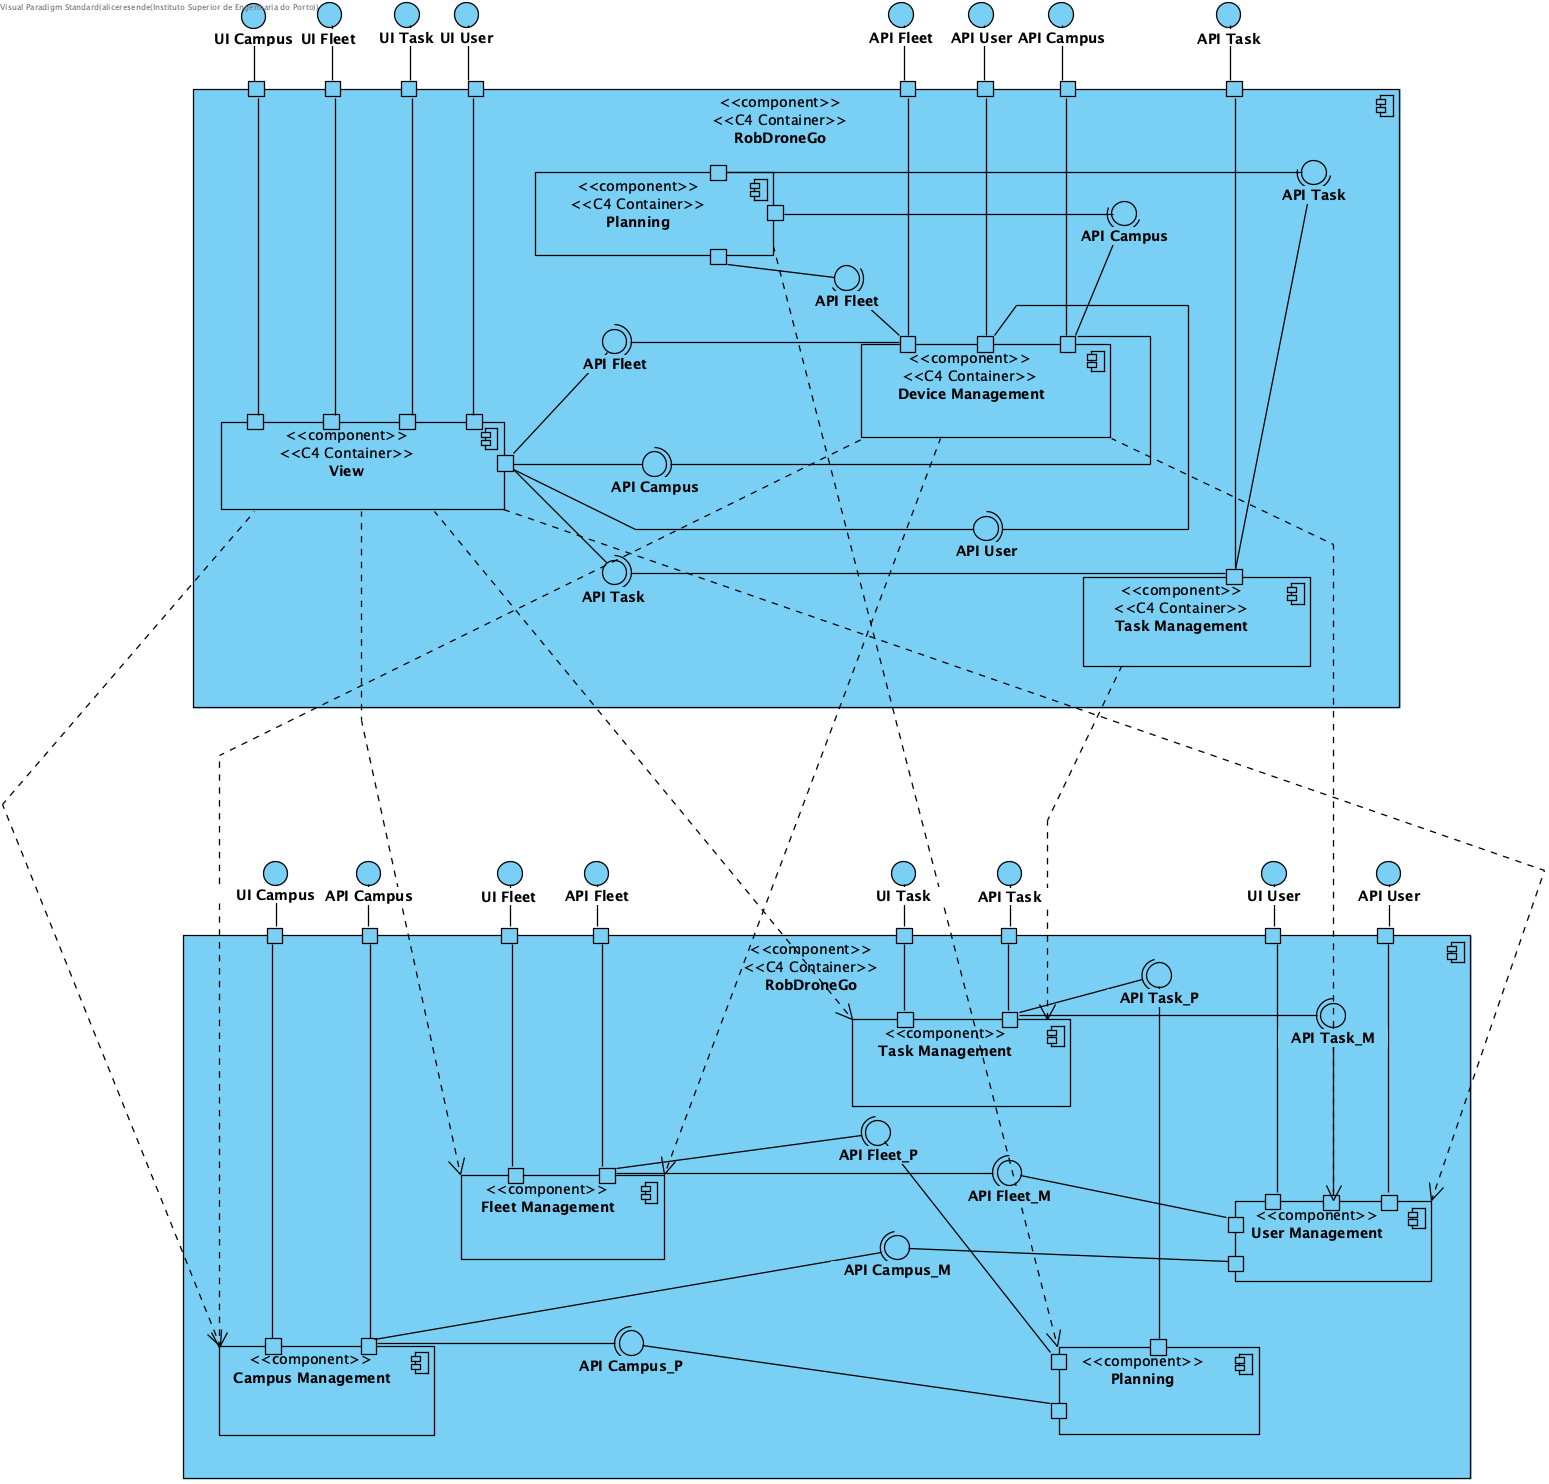 Visual Paradigm Standard(aliceresende(Instituto Superior de Engenharia do Porto))
UI Campus
UI Fleet
UI Task
UI User
API Fleet
API User
API Campus
API Task
<<component>>
<<C4 Container>>
RobDroneGo
<<component>>
<<C4 Container>>
Planning
API Task
API Campus
API Fleet
API Fleet
<<component>>
<<C4 Container>>
Device Management
<<component>>
<<C4 Container>>
View
API Campus
API User
API Task
<<component>>
<<C4 Container>>
Task Management
UI Campus
API Campus
UI Fleet
API Fleet
UI Task
API Task
UI User
API User
<<component>>
<<C4 Container>>
RobDroneGo
API Task_P
API Task_M
<<component>>
Task Management
API Fleet_P
API Fleet_M
<<component>>
Fleet Management
<<component>>
User Management
API Campus_M
API Campus_P
<<component>>
Campus Management
<<component>>
Planning